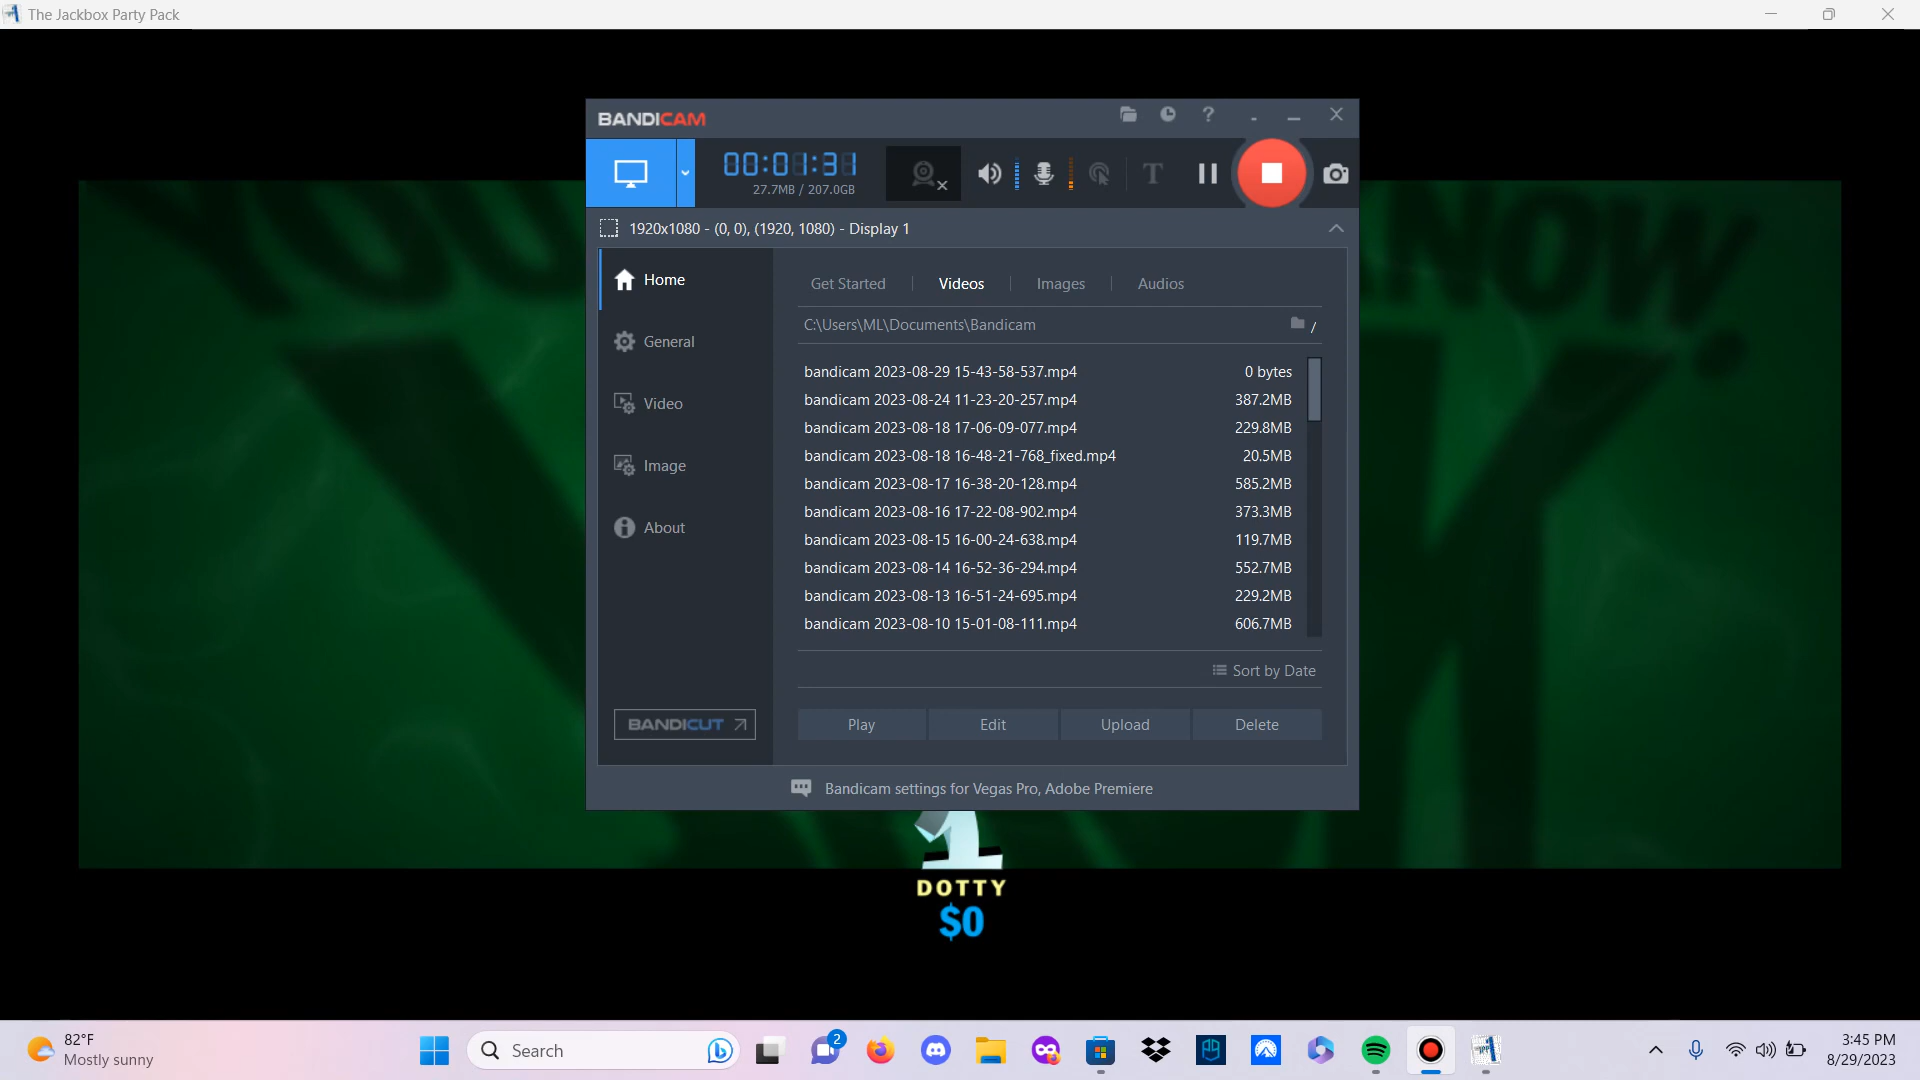 The Jackbox Party Pack
BANDICAM
00:01:31
27.7MB / 207.0GB
1920x1080 - (0, 0), (1920, 1080) - Display 1
Home
General
Video
Image
About
BANDICUT
Get Started
Videos
Images
Audios
C:\Users\ML\Documents\Bandicam
bandicam 2023-08-29 15-43-58-537.mp4 0 bytes
bandicam 2023-08-24 11-23-20-257.mp4 387.2MB
bandicam 2023-08-18 17-06-09-077.mp4 229.8MB
bandicam 2023-08-18 16-48-21-768_fixed.mp4 20.5MB
bandicam 2023-08-17 16-38-20-128.mp4 585.2MB
bandicam 2023-08-16 17-22-08-902.mp4 373.3MB
bandicam 2023-08-15 16-00-24-638.mp4 119.7MB
bandicam 2023-08-14 16-52-36-294.mp4 552.7MB
bandicam 2023-08-13 16-51-24-695.mp4 229.2MB
bandicam 2023-08-10 15-01-08-111.mp4 606.7MB
Sort by Date
Play
Edit
Upload
Delete
Bandicam settings for Vegas Pro, Adobe Premiere
NOW.
1
DOTTY
$0
82°F
Mostly sunny
Search
2
3:45 PM
8/29/2023